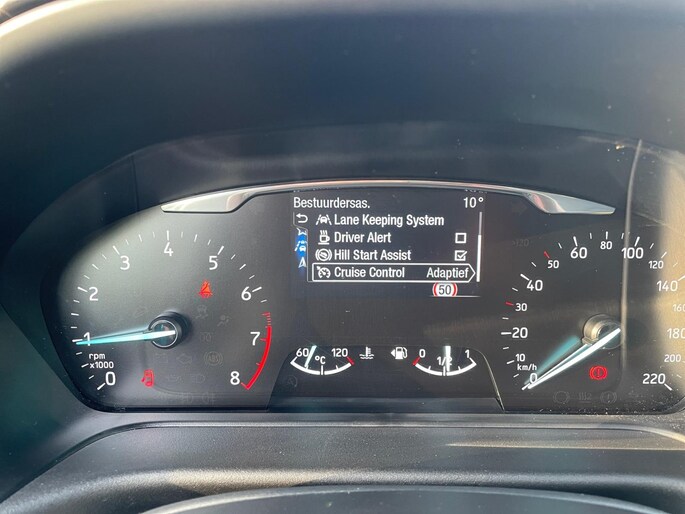 Bestuurdersas. 10°
Lane Keeping System
Driver Alert
Hill Start Assist
Cruise Control Adaptief
50
0 1 2 3 4 5 6 7 8
rpm
x1000
60 °C 120
0 1/2 1
0 10 20 30 40 50 60 80 100 120 140 160 180 200 220
km/h